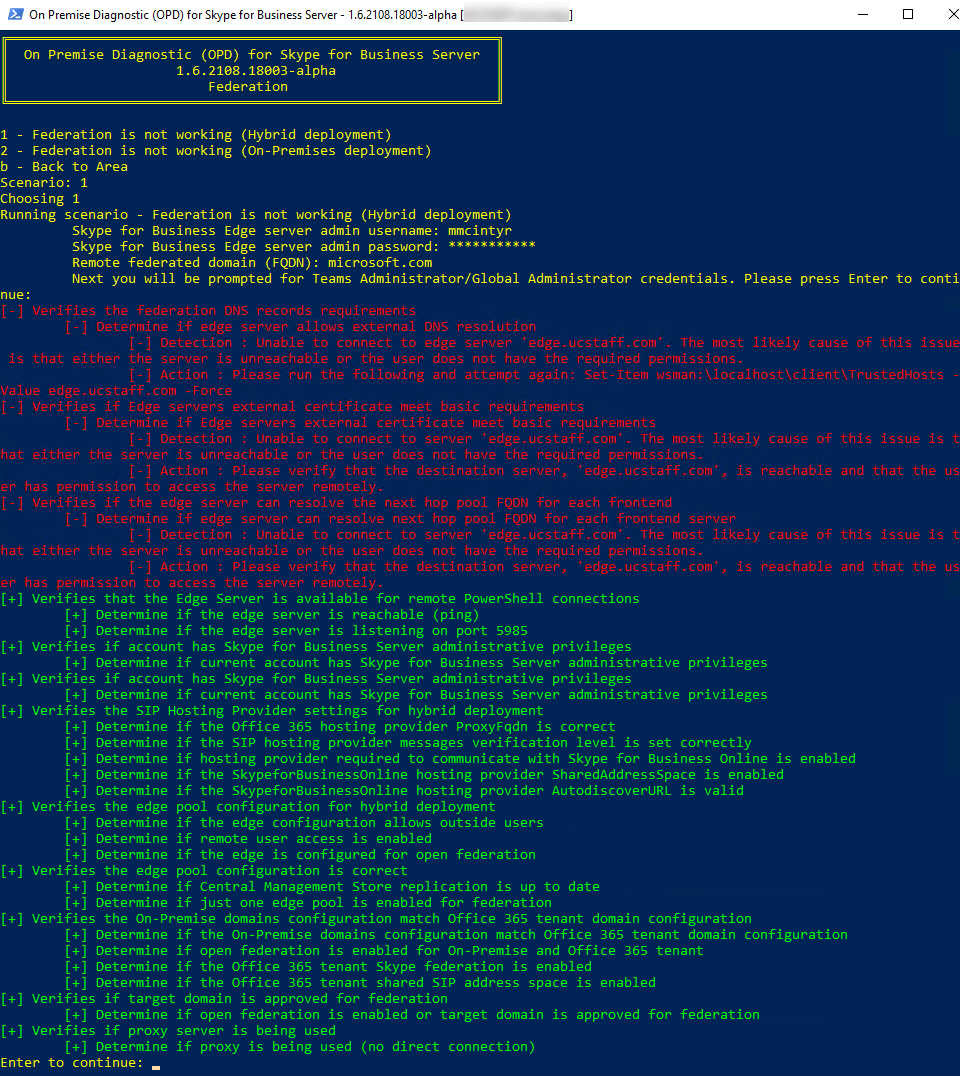 On Premise Diagnostic (OPD) for Skype for Business Server - 1.6.2108.18003-alpha [ ]
On Premise Diagnostic (OPD) for Skype for Business Server
1.6.2108.18003-alpha
Federation
1 - Federation is not working (Hybrid deployment)
2 - Federation is not working (On-Premises deployment)
b - Back to Area
Scenario: 1
Choosing 1
Running scenario - Federation is not working (Hybrid deployment)
Skype for Business Edge server admin username: mmcintyr
Skype for Business Edge server admin password: ***********
Remote federated domain (FQDN): microsoft.com
Next you will be prompted for Teams Administrator/Global Administrator credentials. Please press Enter to conti
nue:
[-] Verifies the federation DNS records requirements
[-] Determine if edge server allows external DNS resolution
[-] Detection : Unable to connect to edge server 'edge.ucstaff.com'. The most likely cause of this issue
is that either the server is unreachable or the user does not have the required permissions.
[-] Action : Please run the following and attempt again: Set-Item wsman:\localhost\client\TrustedHosts -
Value edge.ucstaff.com -Force
[-] Verifies if Edge servers external certificate meet basic requirements
[-] Determine if Edge servers external certificate meet basic requirements
[-] Detection : Unable to connect to server 'edge.ucstaff.com'. The most likely cause of this issue is t
hat either the server is unreachable or the user does not have the required permissions.
[-] Action : Please verify that the destination server, 'edge.ucstaff.com', is reachable and that the us
er has permission to access the server remotely.
[-] Verifies if the edge server can resolve the next hop pool FQDN for each frontend
[-] Determine if edge server can resolve next hop pool FQDN for each frontend server
[-] Detection : Unable to connect to server 'edge.ucstaff.com'. The most likely cause of this issue is t
hat either the server is unreachable or the user does not have the required permissions.
[-] Action : Please verify that the destination server, 'edge.ucstaff.com', is reachable and that the us
er has permission to access the server remotely.
[+] Verifies that the Edge Server is available for remote PowerShell connections
[+] Determine if the edge server is reachable (ping)
[+] Determine if the edge server is listening on port 5985
[+] Verifies if account has Skype for Business Server administrative privileges
[+] Determine if current account has Skype for Business Server administrative privileges
[+] Verifies if account has Skype for Business Server administrative privileges
[+] Determine if current account has Skype for Business Server administrative privileges
[+] Verifies the SIP Hosting Provider settings for hybrid deployment
[+] Determine if the Office 365 hosting provider ProxyFqdn is correct
[+] Determine if the SIP hosting provider messages verification level is set correctly
[+] Determine if hosting provider required to communicate with Skype for Business Online is enabled
[+] Determine if the SkypeforBusinessOnline hosting provider SharedAddressSpace is enabled
[+] Determine if the SkypeforBusinessOnline hosting provider AutodiscoverURL is valid
[+] Verifies the edge pool configuration for hybrid deployment
[+] Determine if the edge configuration allows outside users
[+] Determine if remote user access is enabled
[+] Determine if the edge is configured for open federation
[+] Verifies the edge pool configuration is correct
[+] Determine if Central Management Store replication is up to date
[+] Determine if just one edge pool is enabled for federation
[+] Verifies the On-Premise domains configuration match Office 365 tenant domain configuration
[+] Determine if the On-Premise domains configuration match Office 365 tenant domain configuration
[+] Determine if open federation is enabled for On-Premise and Office 365 tenant
[+] Determine if the Office 365 tenant Skype federation is enabled
[+] Determine if the Office 365 tenant shared SIP address space is enabled
[+] Verifies if target domain is approved for federation
[+] Determine if open federation is enabled or target domain is approved for federation
[+] Verifies if proxy server is being used
[+] Determine if proxy is being used (no direct connection)
Enter to continue: